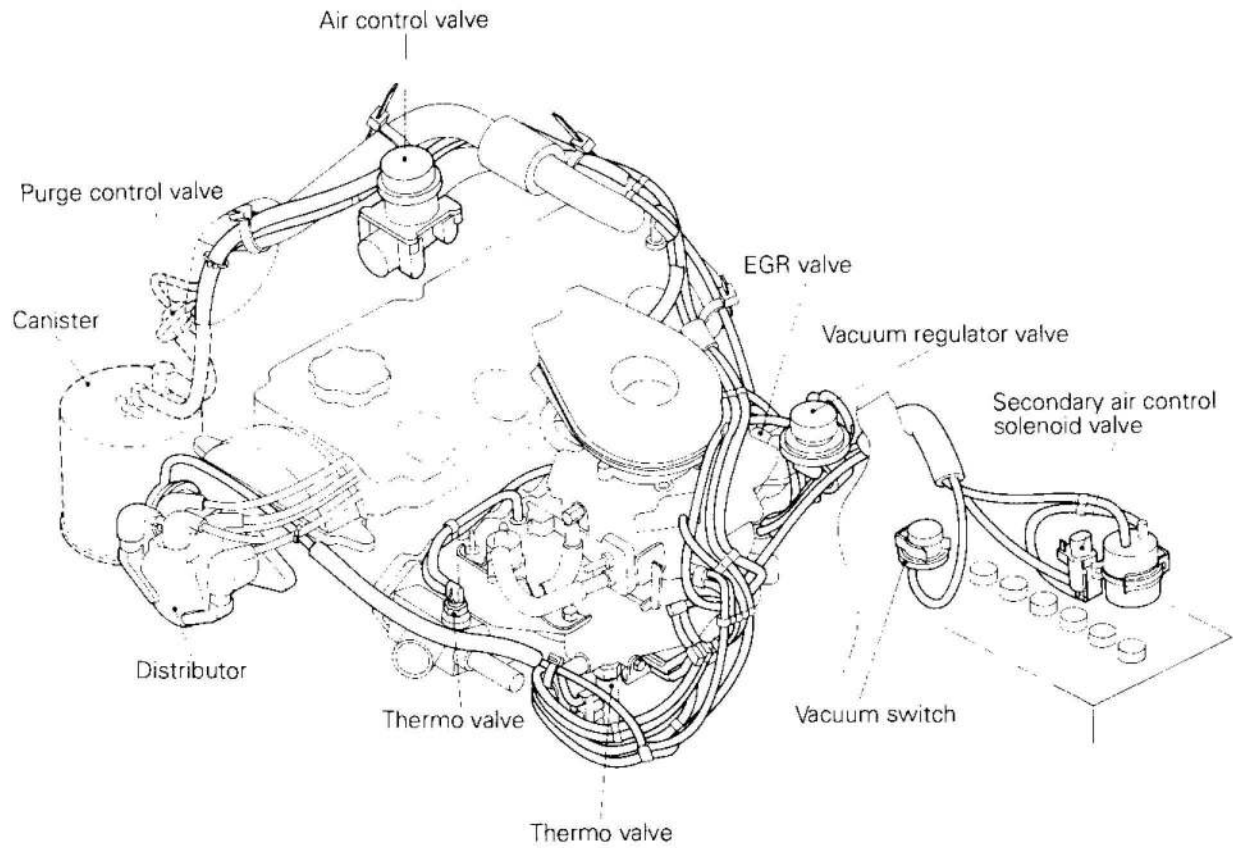 Air control valve
Purge control valve
EGR valve
Canister
Vacuum regulator valve
Secondary air control
solenoid valve
Distributor
Thermo valve
Vacuum switch
Thermo valve